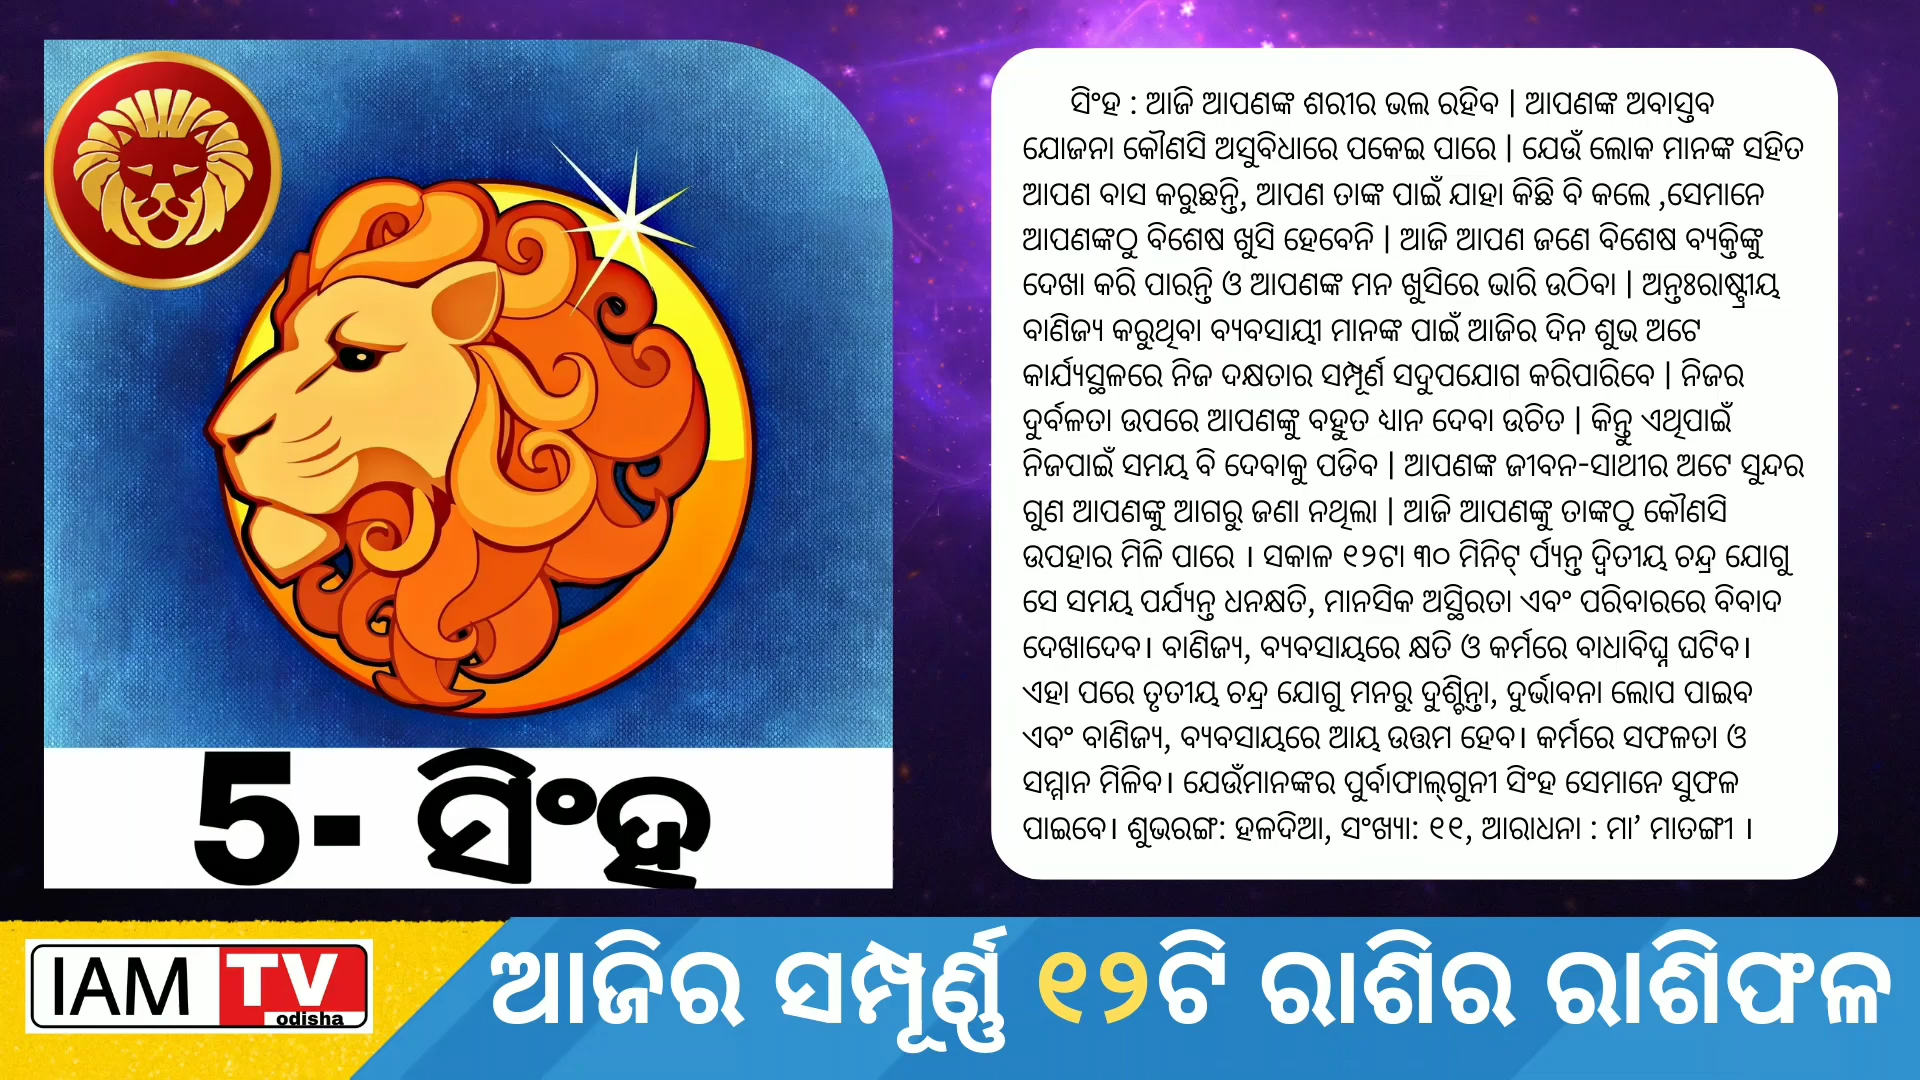 5- ସିଂହ
ସିଂହ : ଆଜି ଆପଣଙ୍କ ଶରୀର ଭଲ ରହିବ | ଆପଣଙ୍କ ଅବାସ୍ତବ
ଯୋଜନା କୌଣସି ଅସୁବିଧାରେ ପକେଇ ପାରେ | ଯେଉଁ ଲୋକ ମାନଙ୍କ ସହିତ
ଆପଣ ବାସ କରୁଛନ୍ତି, ଆପଣ ତାଙ୍କ ପାଇଁ ଯାହା କିଛି ବି କଲେ ,ସେମାନେ
ଆପଣଙ୍କଠୁ ବିଶେଷ ଖୁସି ହେବେନି | ଆଜି ଆପଣ ଜଣେ ବିଶେଷ ବ୍ୟକ୍ତିଙ୍କୁ
ଦେଖା କରି ପାରନ୍ତି ଓ ଆପଣଙ୍କ ମନ ଖୁସିରେ ଭାରି ଉଠିବା | ଅନ୍ତଃରାଷ୍ଟ୍ରୀୟ
ବାଣିଜ୍ୟ କରୁଥିବା ବ୍ୟବସାୟୀ ମାନଙ୍କ ପାଇଁ ଆଜିର ଦିନ ଶୁଭ ଅଟେ
କାର୍ଯ୍ୟସ୍ଥଳରେ ନିଜ ଦକ୍ଷତାର ସମ୍ପୂର୍ଣ ସଦୁପଯୋଗ କରିପାରିବେ | ନିଜର
ଦୁର୍ବଳତା ଉପରେ ଆପଣଙ୍କୁ ବହୁତ ଧ୍ୟାନ ଦେବା ଉଚିତ | କିନ୍ତୁ ଏଥିପାଇଁ
ନିଜପାଇଁ ସମୟ ବି ଦେବାକୁ ପଡିବ | ଆପଣଙ୍କ ଜୀବନ-ସାଥୀର ଅଟେ ସୁନ୍ଦର
ଗୁଣ ଆପଣଙ୍କୁ ଆଗରୁ ଜଣା ନଥିଲା | ଆଜି ଆପଣଙ୍କୁ ତାଙ୍କଠୁ କୌଣସି
ଉପହାର ମିଳି ପାରେ । ସକାଳ ୧୨ଟା ୩୦ ମିନିଟ୍ ର୍ପ୍ୟନ୍ତ ଦ୍ଵିତୀୟ ଚନ୍ଦ୍ର ଯୋଗୁ
ସେ ସମୟ ପର୍ଯ୍ୟନ୍ତ ଧନକ୍ଷତି, ମାନସିକ ଅସ୍ଥିରତା ଏବଂ ପରିବାରରେ ବିବାଦ
ଦେଖାଦେବ। ବାଣିଜ୍ୟ, ବ୍ୟବସାୟରେ କ୍ଷତି ଓ କର୍ମରେ ବାଧାବିଘ୍ନ ଘଟିବ।
ଏହା ପରେ ତୃତୀୟ ଚନ୍ଦ୍ର ଯୋଗୁ ମନରୁ ଦୁଶ୍ଚିନ୍ତା, ଦୁର୍ଭାବନା ଲୋପ ପାଇବ
ଏବଂ ବାଣିଜ୍ୟ, ବ୍ୟବସାୟରେ ଆୟ ଉତ୍ତମ ହେବ। କର୍ମରେ ସଫଳତା ଓ
ସମ୍ମାନ ମିଳିବ। ଯେଉଁମାନଙ୍କର ପୁର୍ବାଫାଲ୍‌ଗୁନୀ ସିଂହ ସେମାନେ ସୁଫଳ
ପାଇବେ। ଶୁଭରଙ୍ଗ: ହଳଦିଆ, ସଂଖ୍ୟା: ୧୧, ଆରାଧନା : ମା’ ମାତଙ୍ଗୀ ।
IAM TV odisha
ଆଜିର ସମ୍ପୂର୍ଣ୍ଣ ୧୨ଟି ରାଶିର ରାଶିଫଳ